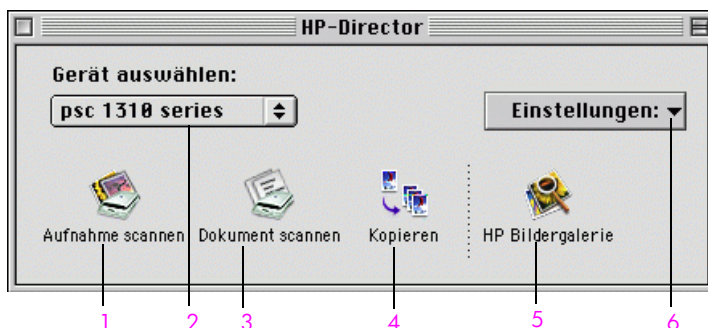 HP-Director
Gerät auswählen:
psc 1310 series
Einstellungen:
Aufnahme scannen
Dokument scannen
Kopieren
HP Bildergalerie
1 2 3 4 5 6